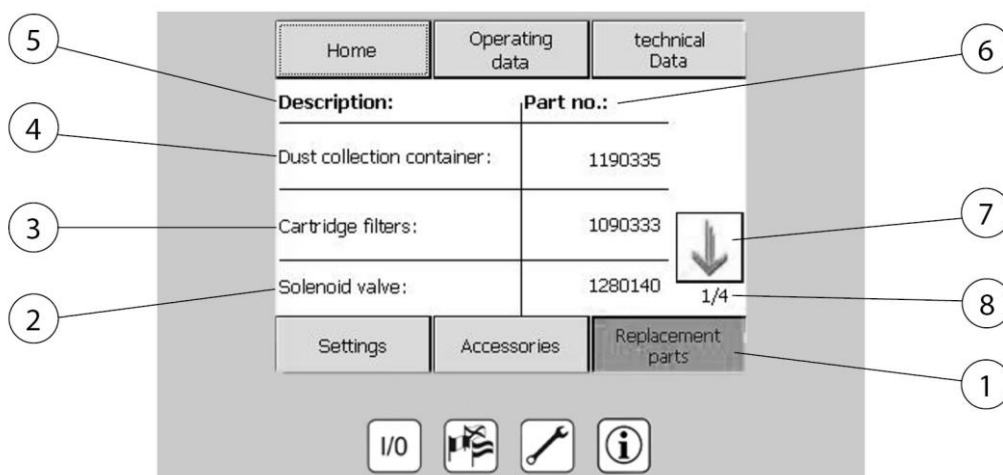 5
Home
Operating
data
technical
Data
6
Description:
Part no.:
4
Dust collection container:
1190335
3
Cartridge filters:
1090333
7
2
Solenoid valve:
1280140
1/4
8
Settings
Accessories
Replacement
parts
1
I/0
i